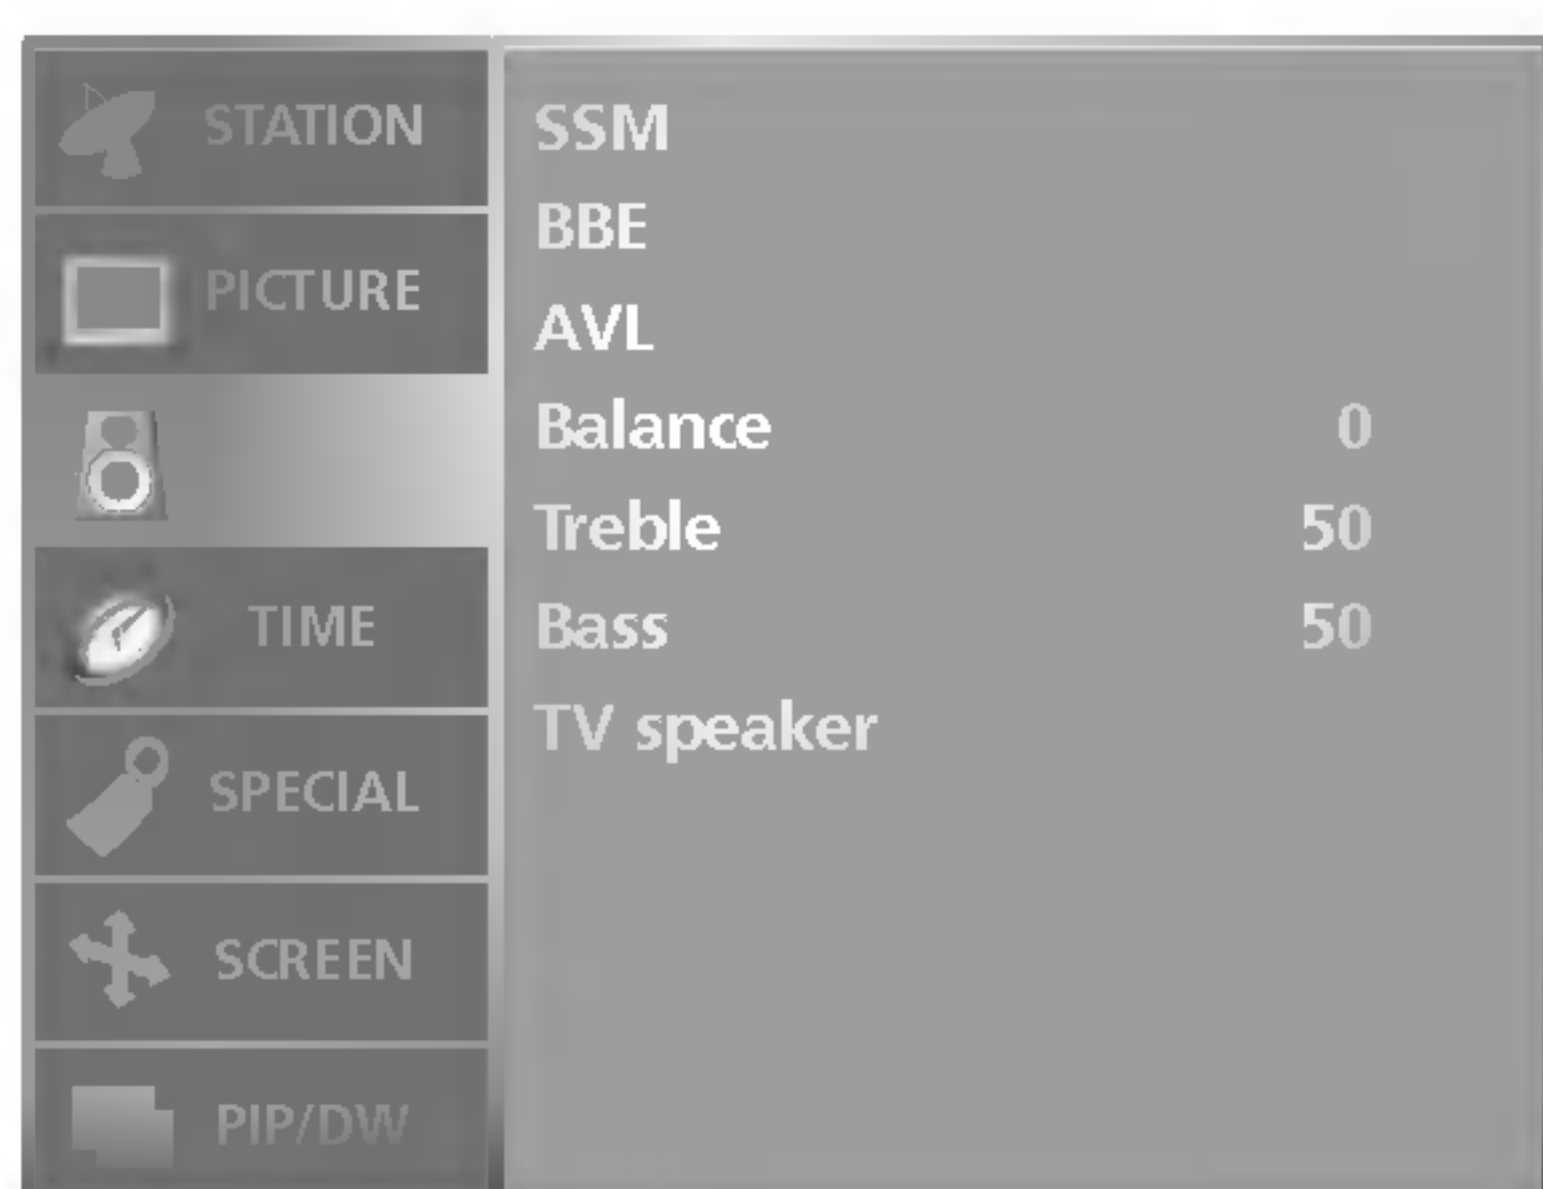 STATION
PICTURE
TIME
SPECIAL
SCREEN
PIP/DW
SSM
BBE
AVL
Balance 0
Treble 50
Bass 50
TV speaker